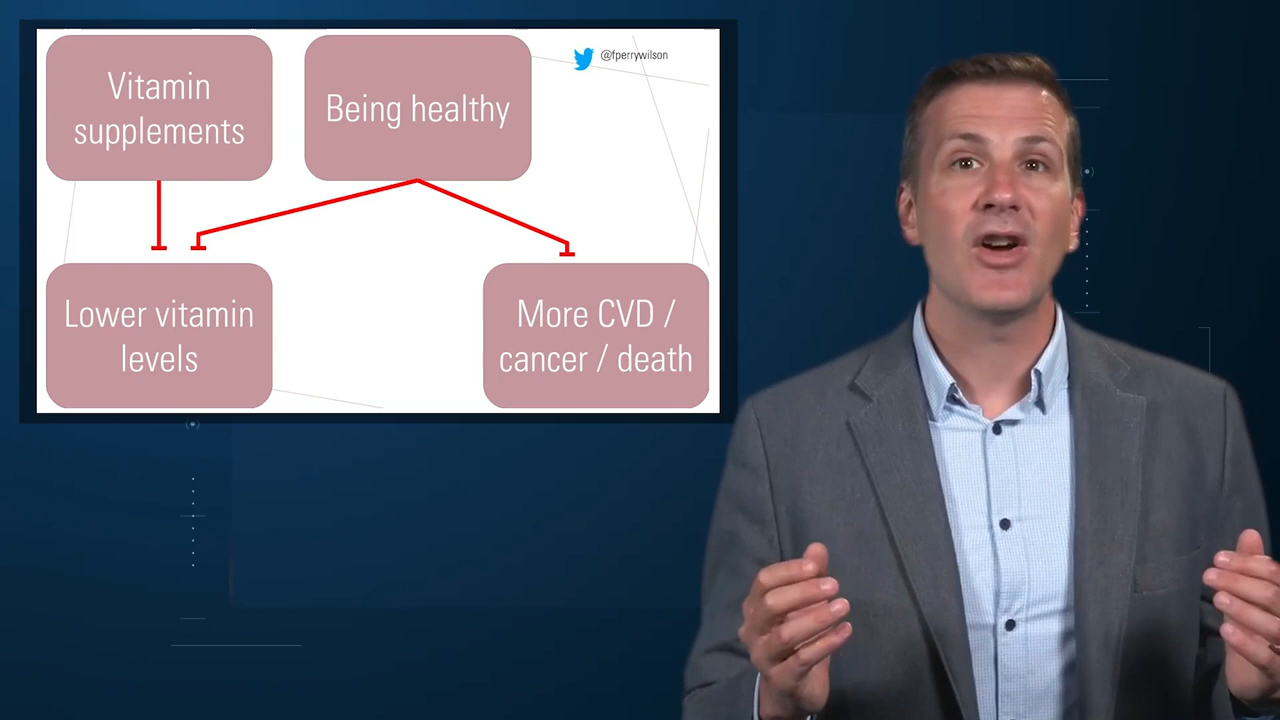 Vitamin
supplements
Being healthy
@fperrywilson
Lower vitamin
levels
More CVD /
cancer / death